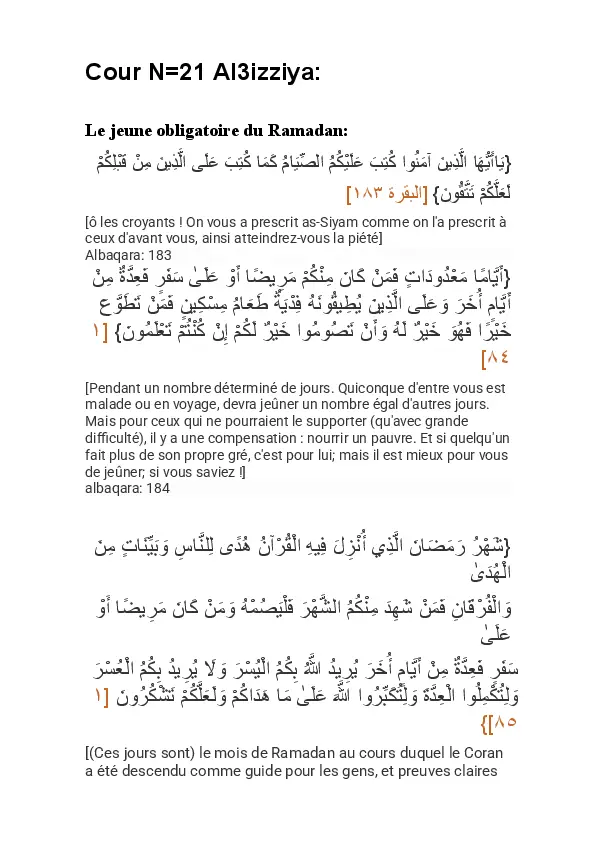 Cour N=21 Al3izziya:
Le jeune obligatoire du Ramadan:
{يَاأَيُّهَا الَّذِينَ آمَنُوا كُتِبَ عَلَيْكُمُ الصِّيَامُ كَمَا كُتِبَ عَلَى الَّذِينَ مِنْ قَبْلِكُمْ
لَعَلَّكُمْ تَتَّقُونَ} [البقرة ١٨٣]
[ô les croyants ! On vous a prescrit as-Siyam comme on l'a prescrit à
ceux d'avant vous, ainsi atteindrez-vous la piété]
Albaqara: 183
{أَيَّامًا مَعْدُودَاتٍ فَمَنْ كَانَ مِنْكُمْ مَرِيضًا أَوْ عَلَىٰ سَفَرٍ فَعِدَّةٌ مِنْ
أَيَّامٍ أُخَرَ وَعَلَى الَّذِينَ يُطِيقُونَهُ فِدْيَةٌ طَعَامُ مِسْكِينٍ فَمَنْ تَطَوَّعَ
خَيْرًا فَهُوَ خَيْرٌ لَهُ وَأَنْ تَصُومُوا خَيْرٌ لَكُمْ إِنْ كُنْتُمْ تَعْلَمُونَ} [١
٨٤]
[Pendant un nombre déterminé de jours. Quiconque d'entre vous est
malade ou en voyage, devra jeûner un nombre égal d'autres jours.
Mais pour ceux qui ne pourraient le supporter (qu'avec grande
difficulté), il y a une compensation : nourrir un pauvre. Et si quelqu'un
fait plus de son propre gré, c'est pour lui; mais il est mieux pour vous
de jeûner; si vous saviez !]
albaqara: 184
{شَهْرُ رَمَضَانَ الَّذِي أُنْزِلَ فِيهِ الْقُرْآنُ هُدًى لِلنَّاسِ وَبَيِّنَاتٍ مِنَ
الْهُدَىٰ
وَالْفُرْقَانِ فَمَنْ شَهِدَ مِنْكُمُ الشَّهْرَ فَلْيَصُمْهُ وَمَنْ كَانَ مَرِيضًا أَوْ
عَلَىٰ
سَفَرٍ فَعِدَّةٌ مِنْ أَيَّامٍ أُخَرَ يُرِيدُ اللَّهُ بِكُمُ الْيُسْرَ وَلَا يُرِيدُ بِكُمُ الْعُسْرَ
وَلِتُكْمِلُوا الْعِدَّةَ وَلِتُكَبِّرُوا اللَّهَ عَلَىٰ مَا هَدَاكُمْ وَلَعَلَّكُمْ تَشْكُرُونَ [١
٨٥]}
[(Ces jours sont) le mois de Ramadan au cours duquel le Coran
a été descendu comme guide pour les gens, et preuves claires